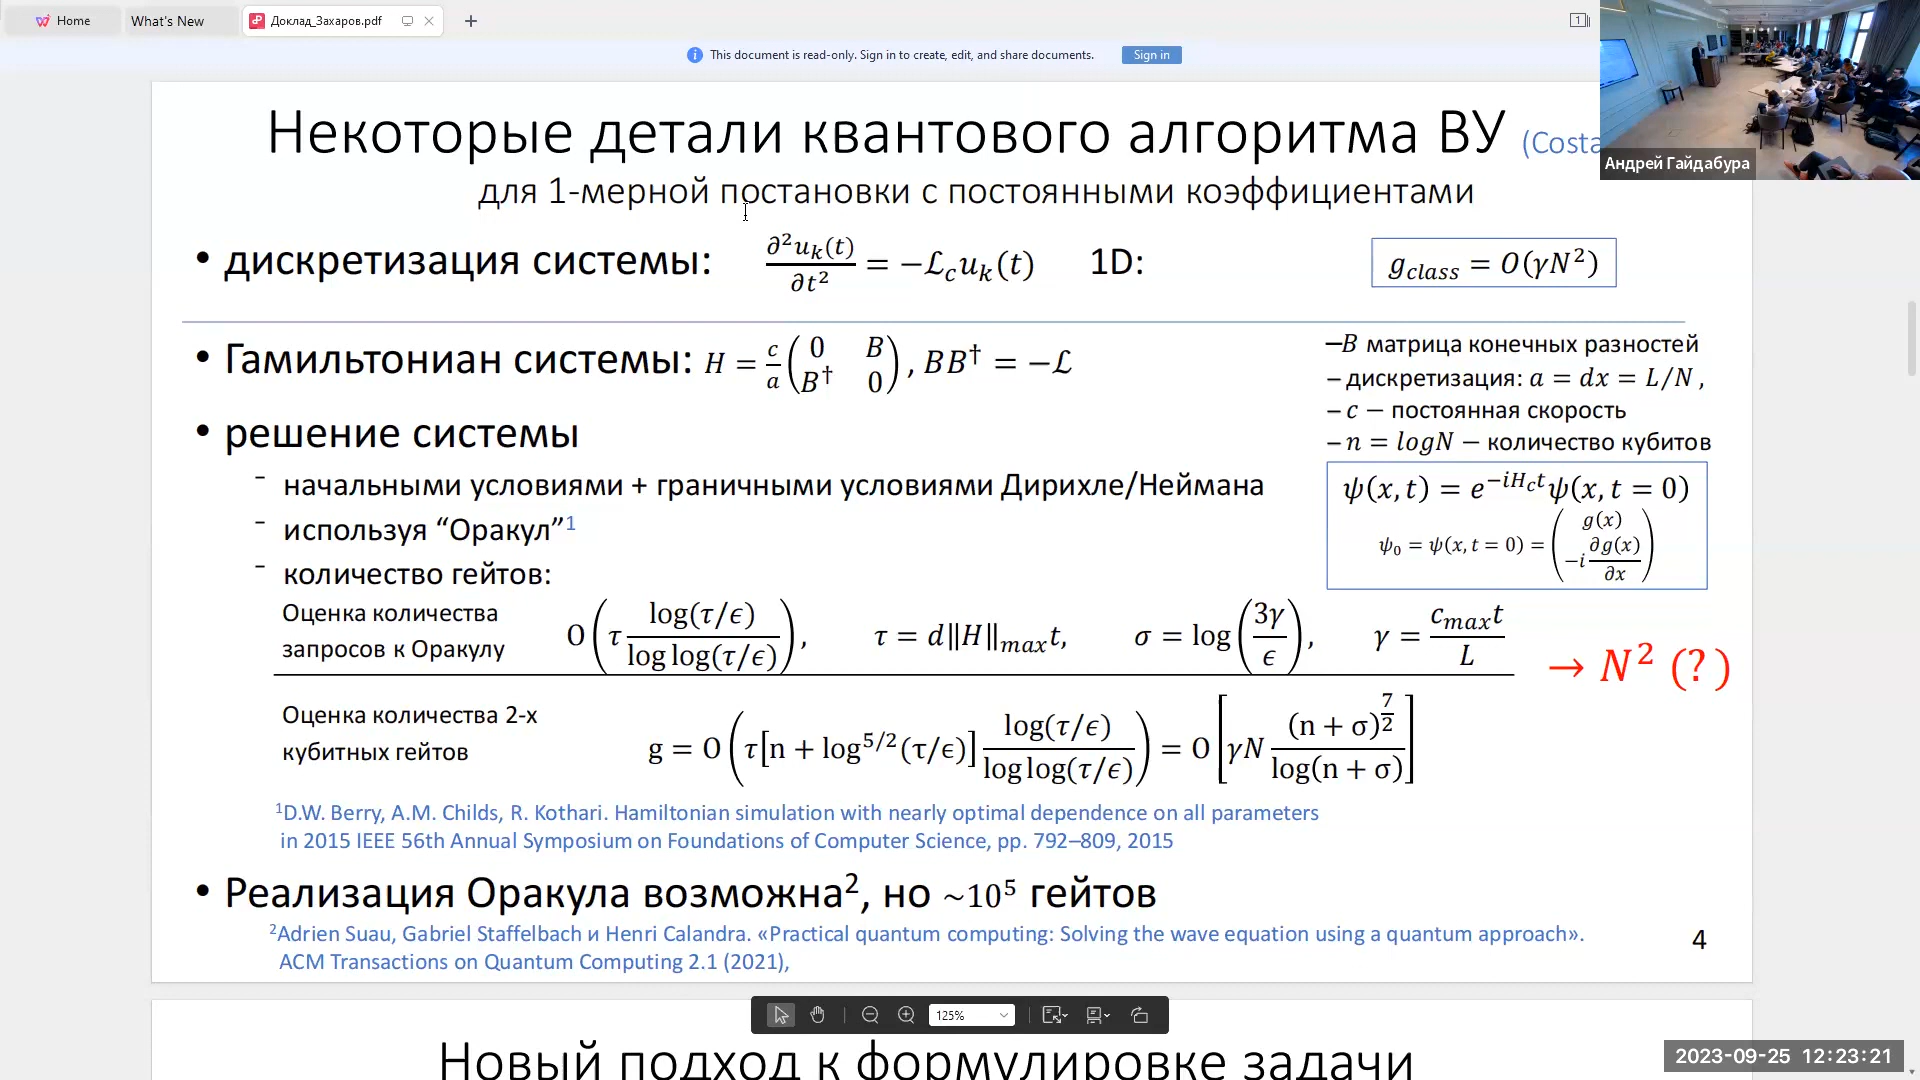 Home
What's New
Доклад_Захаров.pdf
This document is read-only. Sign in to create, edit, and share documents.
Sign in
Андрей Гайдабура
Некоторые детали квантового алгоритма ВУ (Costa
для 1-мерной постановки с постоянными коэффициентами
• дискретизация системы: ∂²u_k(t)/∂t² = −ℒ_c u_k(t) 1D: g_class = O(γN²)
• Гамильтониан системы: H = c/a (0 B B† 0), BB† = −ℒ
– B матрица конечных разностей
– дискретизация: a = dx = L/N ,
– c − постоянная скорость
– n = logN − количество кубитов
• решение системы
- начальными условиями + граничными условиями Дирихле/Неймана
- используя “Оракул”¹
- количество гейтов:
ψ(x, t) = e^{−iH_c t}ψ(x, t = 0)
ψ₀ = ψ(x, t = 0) = (g(x) −i ∂g(x)/∂x)
Оценка количества
запросов к Оракулу
O(τ log(τ/ϵ)/log log(τ/ϵ)), τ = d‖H‖_max t, σ = log(3γ/ϵ), γ = c_max t/L
→ N² (?)
Оценка количества 2-х
кубитных гейтов
g = O(τ[n + log^{5/2}(τ/ϵ)] log(τ/ϵ)/log log(τ/ϵ)) = O[γN (n + σ)^{7/2}/log(n + σ)]
¹D.W. Berry, A.M. Childs, R. Kothari. Hamiltonian simulation with nearly optimal dependence on all parameters
in 2015 IEEE 56th Annual Symposium on Foundations of Computer Science, pp. 792–809, 2015
• Реализация Оракула возможна², но ~10⁵ гейтов
²Adrien Suau, Gabriel Staffelbach и Henri Calandra. «Practical quantum computing: Solving the wave equation using a quantum approach».
ACM Transactions on Quantum Computing 2.1 (2021),
4
125%
Новый подход к формулировке задачи
2023-09-25 12:23:21